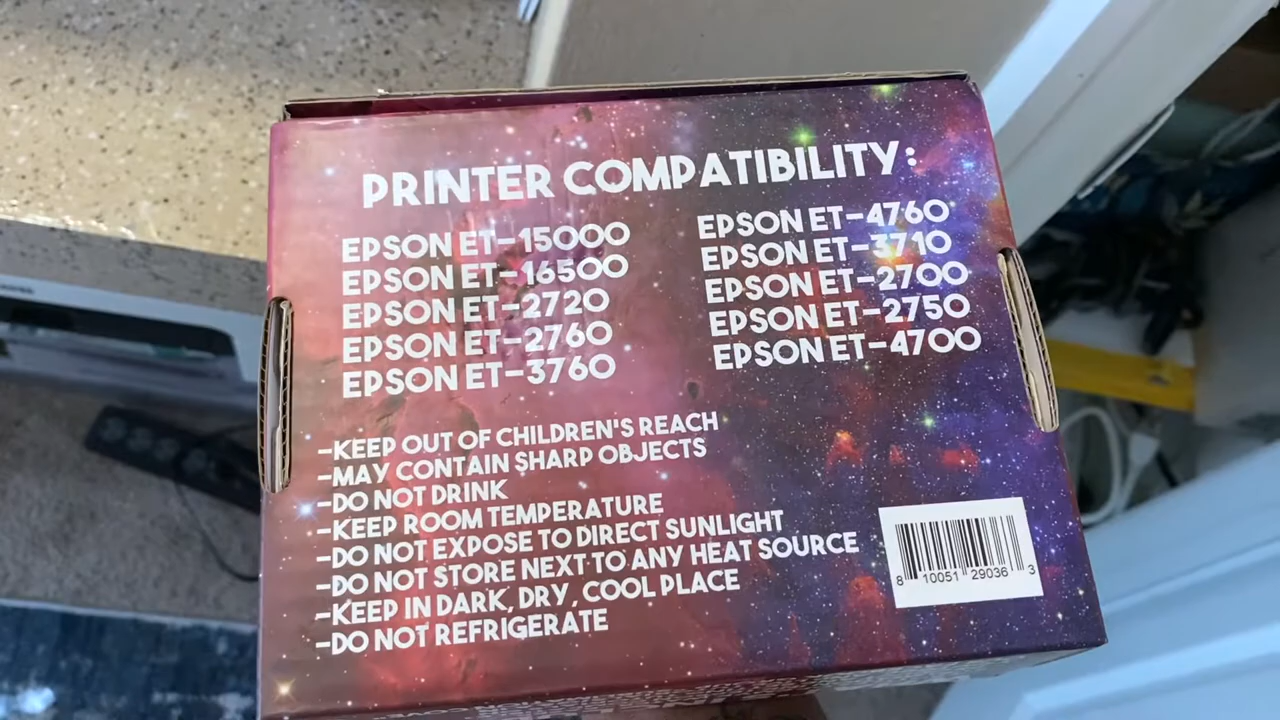 PRINTER COMPATIBILITY:
EPSON ET-15000
EPSON ET-16500
EPSON ET-2720
EPSON ET-2760
EPSON ET-3760
EPSON ET-4760
EPSON ET-3710
EPSON ET-2700
EPSON ET-2750
EPSON ET-4700
-KEEP OUT OF CHILDREN'S REACH
-MAY CONTAIN SHARP OBJECTS
-DO NOT DRINK
-KEEP ROOM TEMPERATURE
-DO NOT EXPOSE TO DIRECT SUNLIGHT
-DO NOT STORE NEXT TO ANY HEAT SOURCE
-KEEP IN DARK, DRY, COOL PLACE
-DO NOT REFRIGERATE
8 10051 29036 3